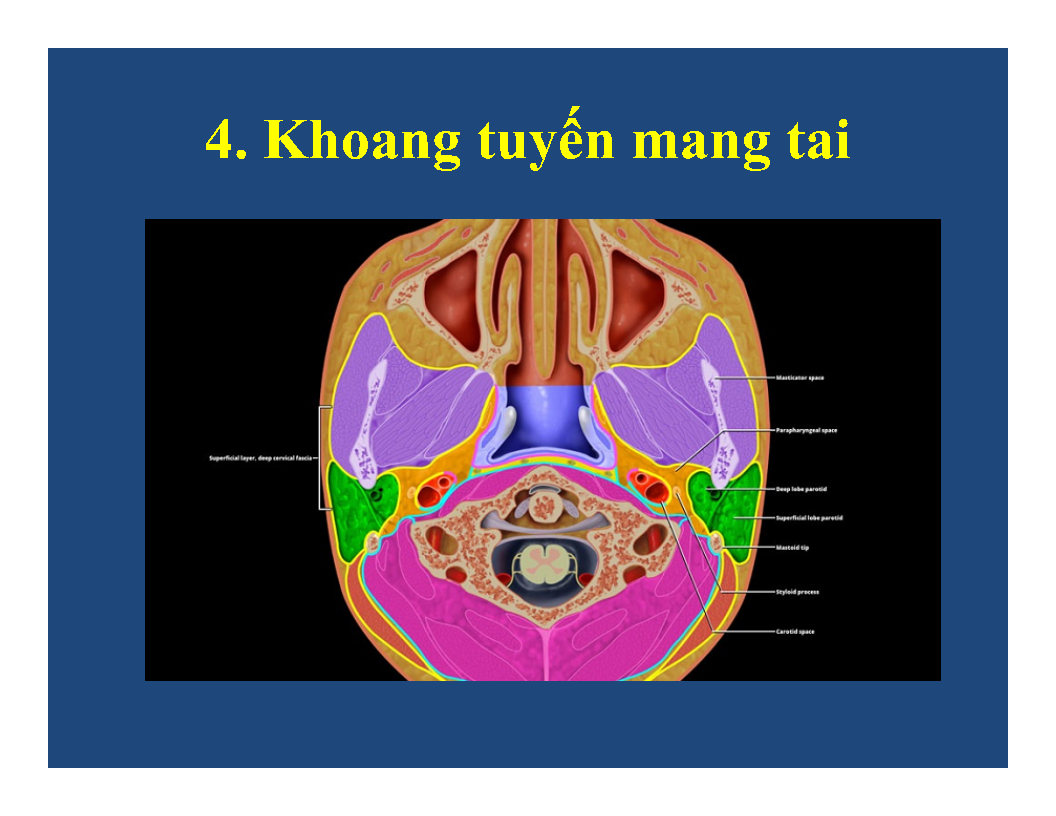 4. Khoang tuyến mang tai
Masticator space
Parapharyngeal space
Superficial layer, deep cervical fascia
Deep lobe parotid
Superficial lobe parotid
Mastoid tip
Styloid process
Carotid space